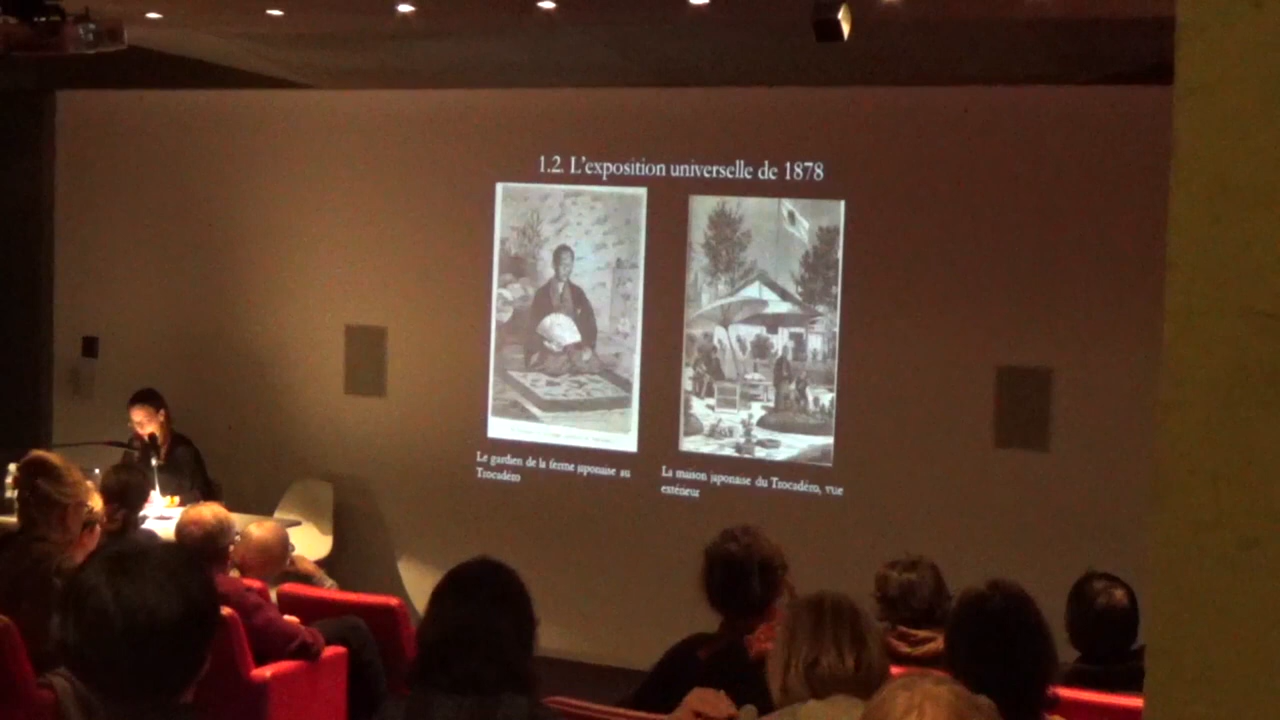 1.2. L'exposition universelle de 1878
Le gardien de la ferme japonaise au
Trocadéro
La maison japonaise du Trocadéro, vue
extérieur